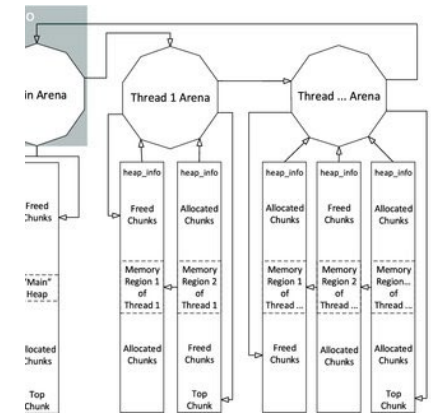 o
in Arena
Thread 1 Arena
Thread ... Arena
Freed
Chunks
"Main"
Heap
llocated
Chunks
Top
Chunk
heap_info
Freed
Chunks
Memory
Region 1
of
Thread 1
Allocated
Chunks
heap_info
Allocated
Chunks
Memory
Region 2
of
Thread 1
Freed
Chunks
Top
Chunk
heap_info
Allocated
Chunks
Memory
Region 1
of
Thread ...
Freed
Chunks
heap_info
Freed
Chunks
Memory
Region 2
of
Thread ...
Allocated
Chunks
heap_info
Allocated
Chunks
Memory
Region...
of
Thread ...
Allocated
Chunks
Top
Chunk